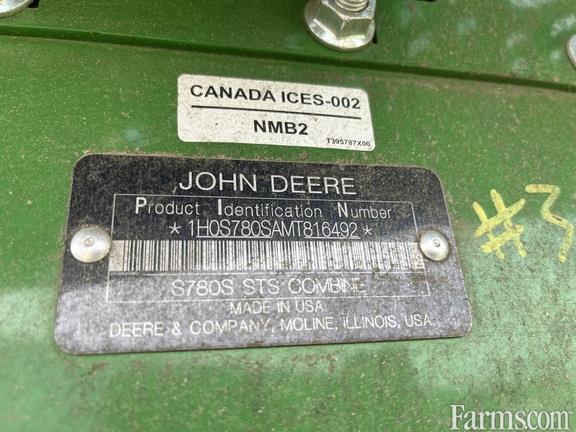 CANADA ICES-002
NMB2
T395787X00
JOHN DEERE
Product Identification Number
*1H0S780SAMT816492*
S780S STS COMBINE
MADE IN USA
DEERE & COMPANY, MOLINE, ILLINOIS, USA
#3
Farms.com®